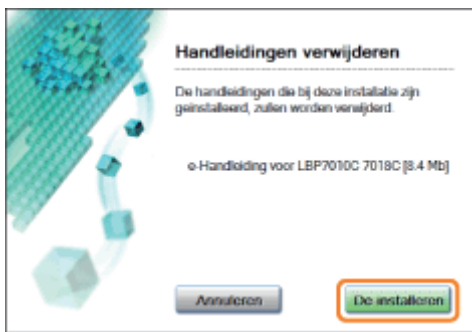 Handleidingen verwijderen
De handleidingen die bij deze installatie zijn
geïnstalleerd, zullen worden verwijderd.
e-Handleiding voor LBP7010C 7018C [8.4 Mb]
Annuleren
De installeren